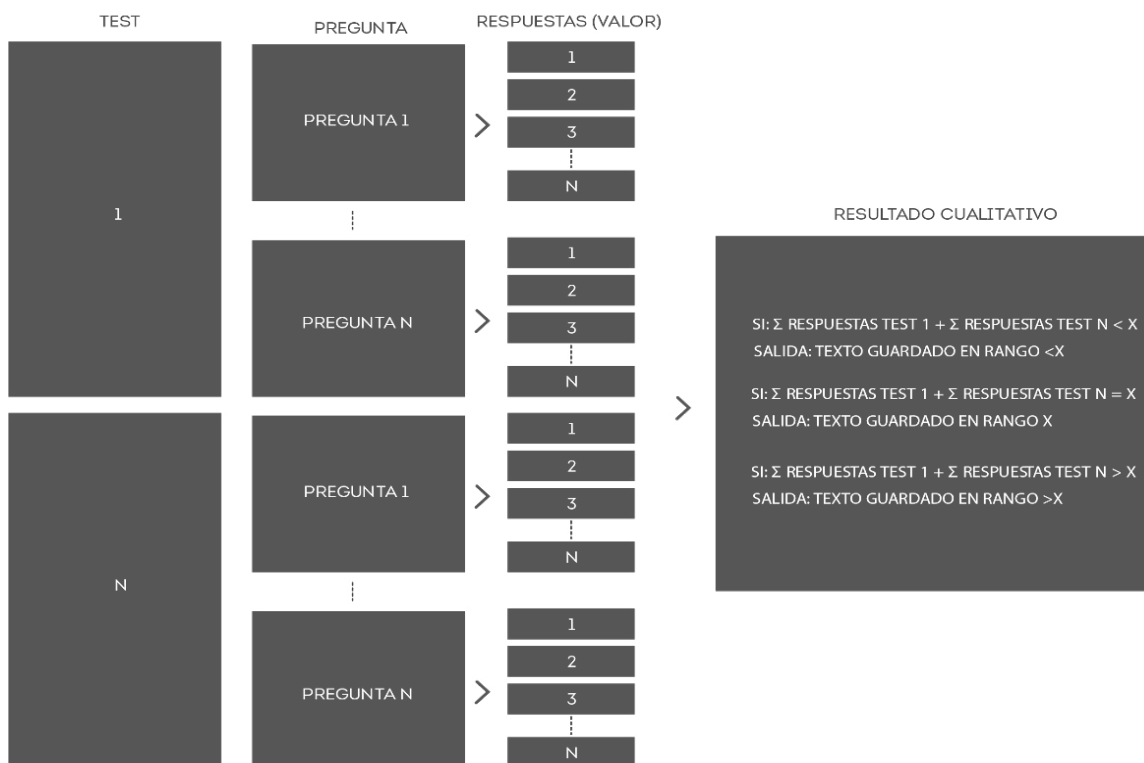 TEST
PREGUNTA
RESPUESTAS (VALOR)
1
PREGUNTA 1
1
2
3
N
PREGUNTA N
1
2
3
N
N
PREGUNTA 1
1
2
3
N
PREGUNTA N
1
2
3
N
RESULTADO CUALITATIVO
SI: Σ RESPUESTAS TEST 1 + Σ RESPUESTAS TEST N < X
SALIDA: TEXTO GUARDADO EN RANGO <X
SI: Σ RESPUESTAS TEST 1 + Σ RESPUESTAS TEST N = X
SALIDA: TEXTO GUARDADO EN RANGO X
SI: Σ RESPUESTAS TEST 1 + Σ RESPUESTAS TEST N > X
SALIDA: TEXTO GUARDADO EN RANGO >X